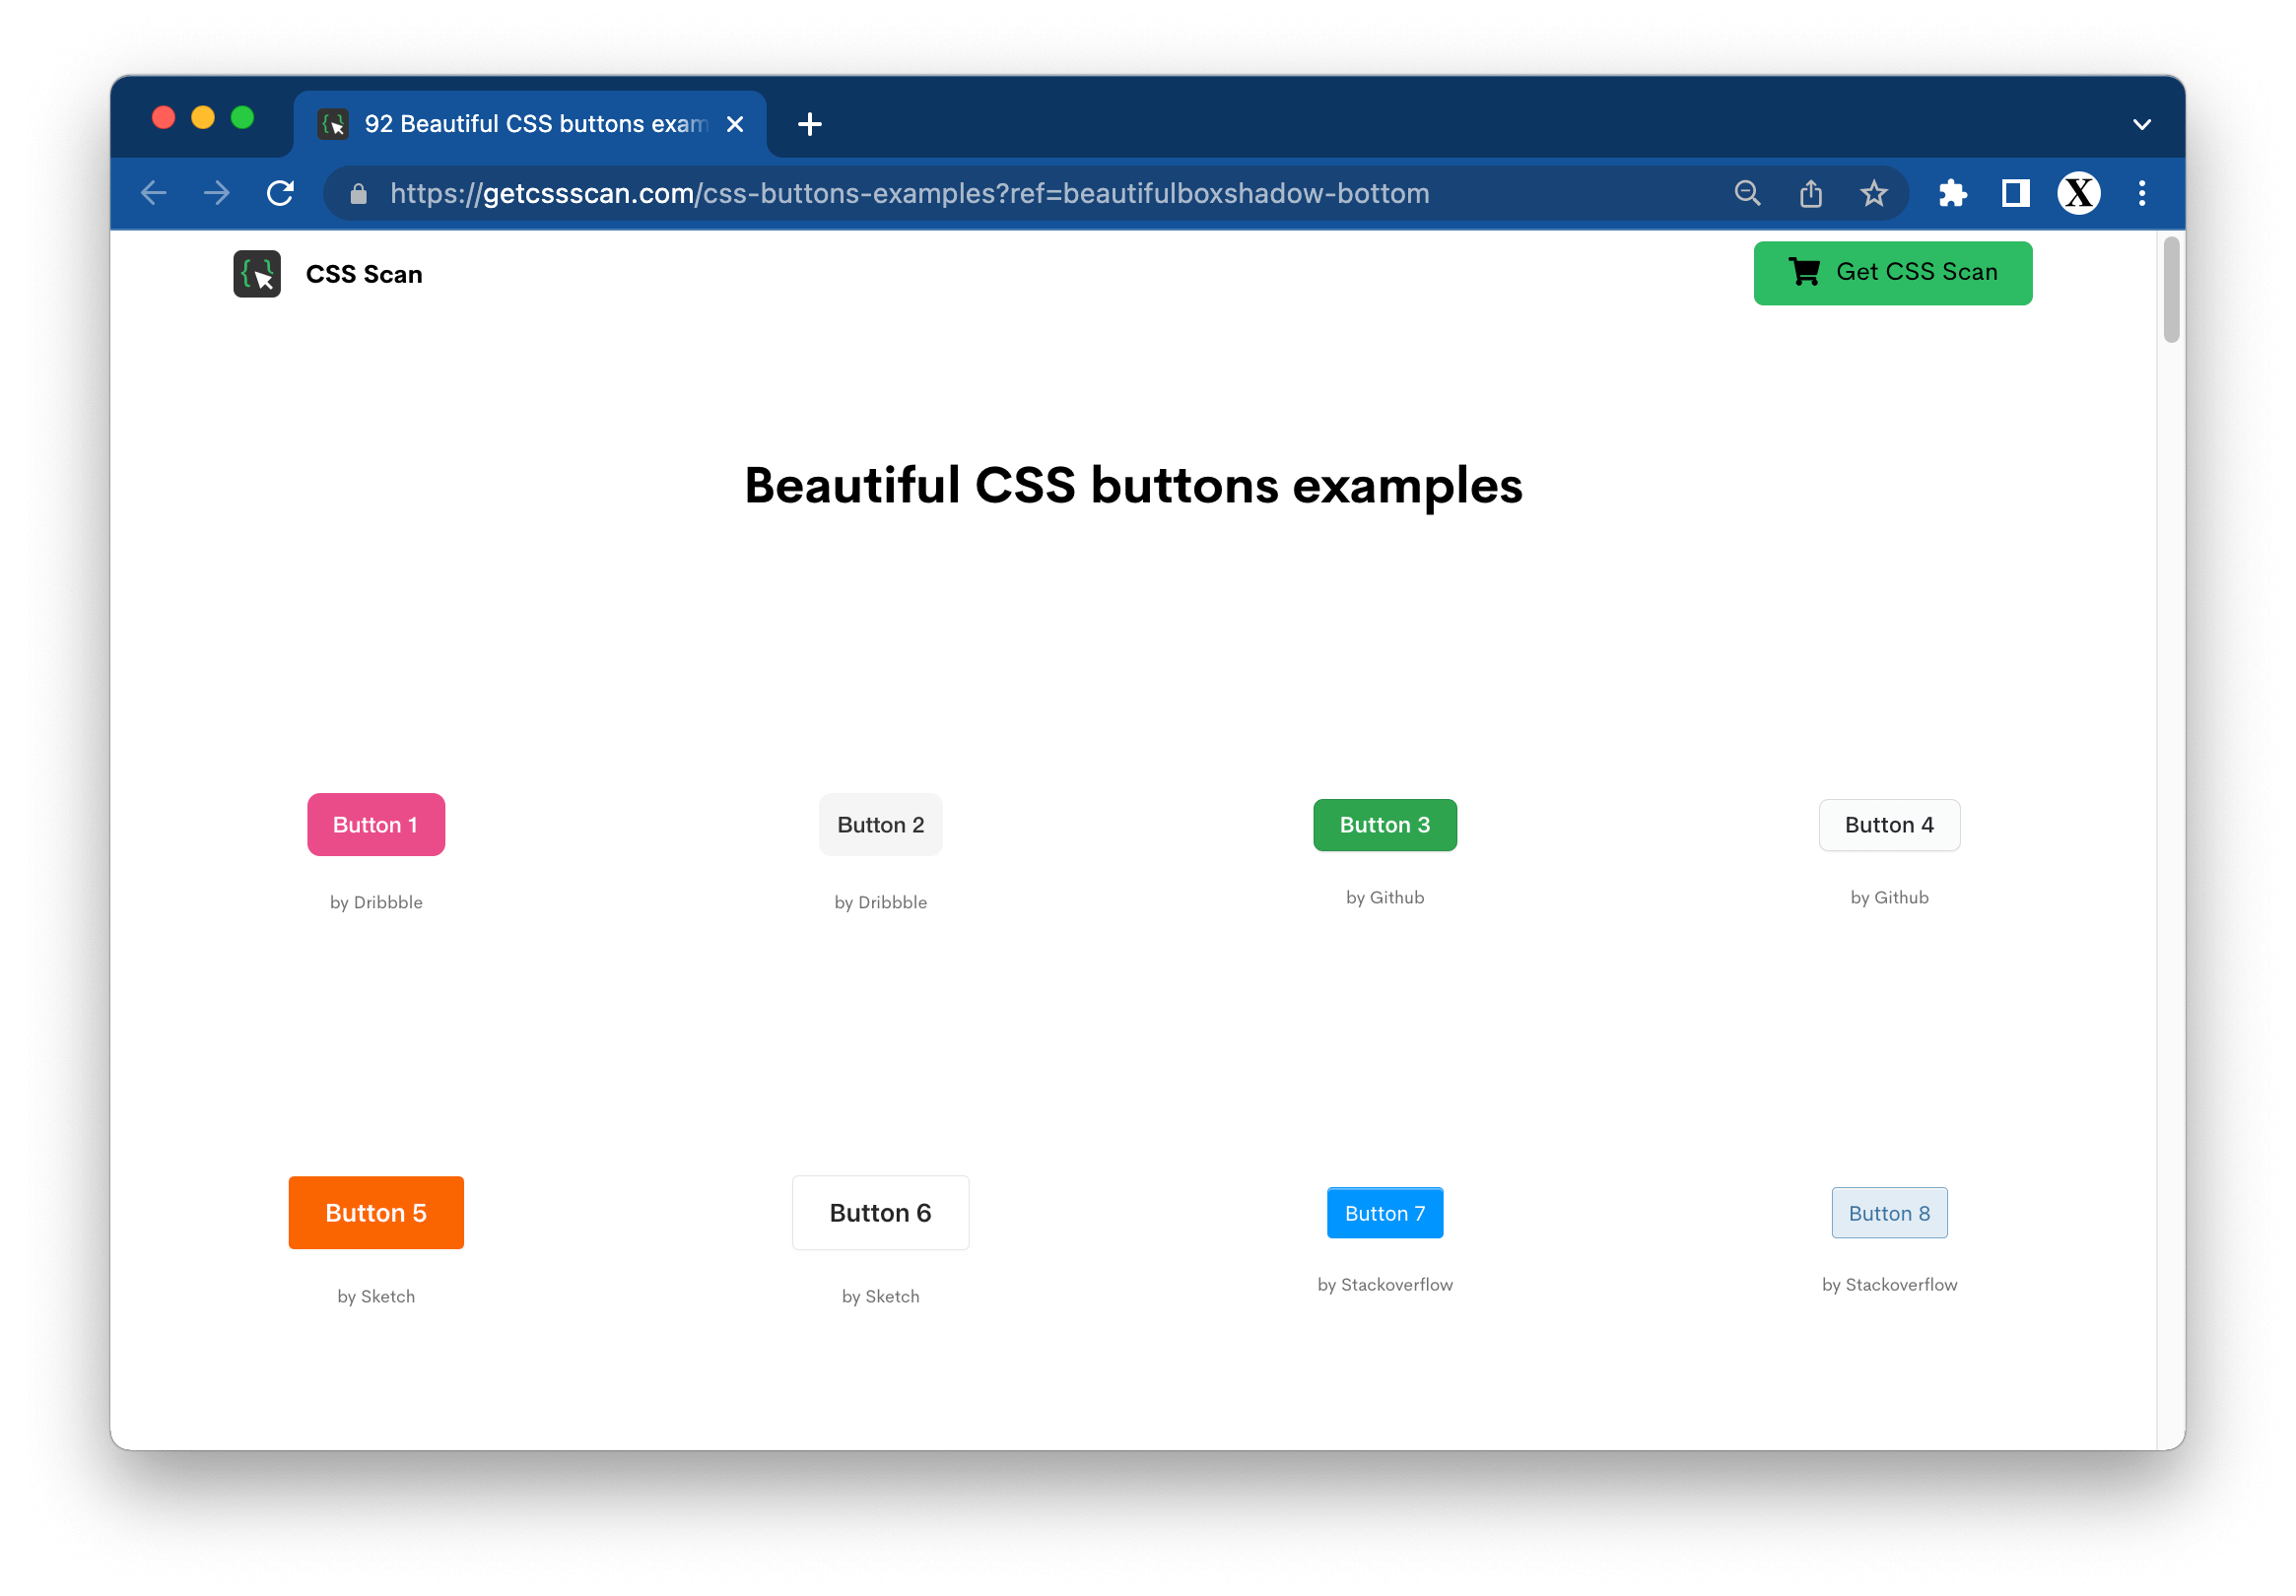 92 Beautiful CSS buttons exam
https://getcssscan.com/css-buttons-examples?ref=beautifulboxshadow-bottom
X
CSS Scan
Get CSS Scan
Beautiful CSS buttons examples
Button 1
Button 2
Button 3
Button 4
by Dribbble
by Dribbble
by Github
by Github
Button 5
Button 6
Button 7
Button 8
by Sketch
by Sketch
by Stackoverflow
by Stackoverflow